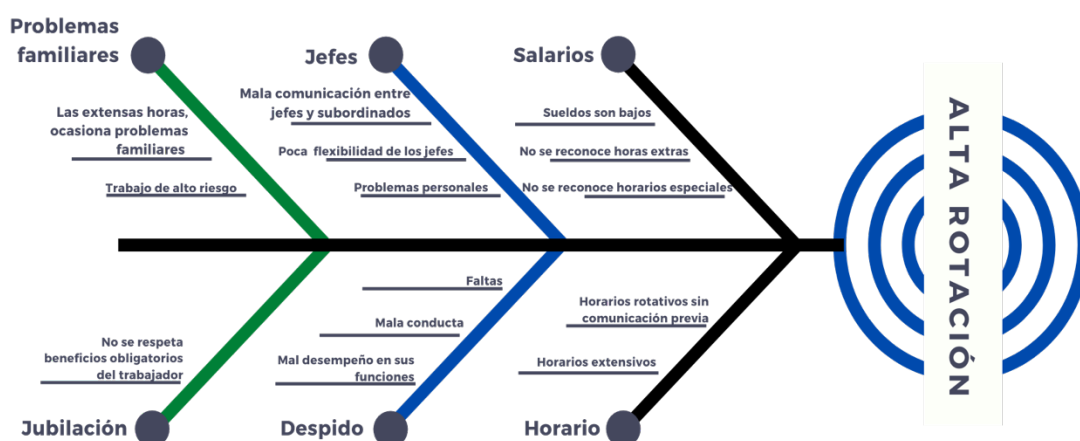 Problemas
familiares
Las extensas horas,
ocasiona problemas
familiares
Trabajo de alto riesgo
Jefes
Mala comunicación entre
jefes y subordinados
Poca flexibilidad de los jefes
Problemas personales
Salarios
Sueldos son bajos
No se reconoce horas extras
No se reconoce horarios especiales
ALTA ROTACIÓN
No se respeta
beneficios obligatorios
del trabajador
Jubilación
Faltas
Mala conducta
Mal desempeño en sus
funciones
Despido
Horarios rotativos sin
comunicación previa
Horarios extensivos
Horario